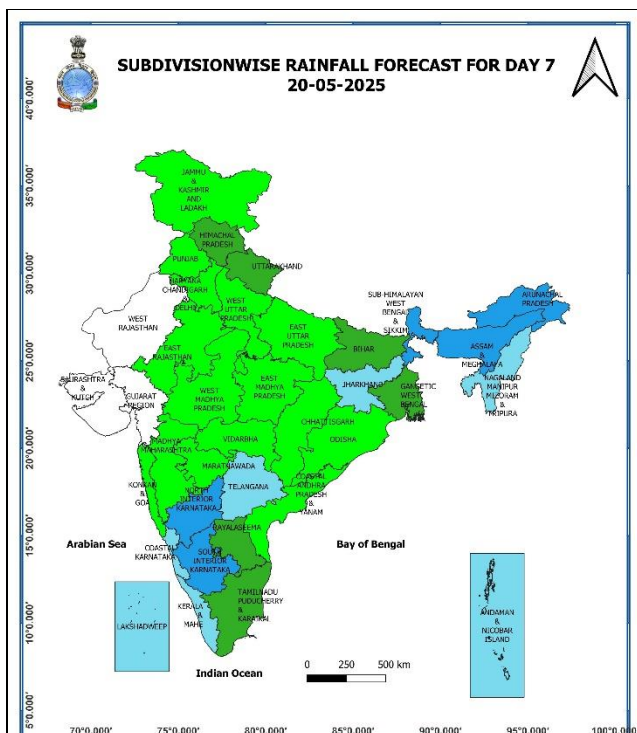 SUBDIVISIONWISE RAINFALL FORECAST FOR DAY 7
20-05-2025
40°0.000'
35°0.000'
30°0.000'
25°0.000'
20°0.000'
15°0.000'
10°0.000'
5°0.000'
JAMMU
&
KASHMIR
AND
LADAKH
HIMACHAL
PRADESH
PUNJAB
UTTARAKHAND
HARYANA
CHANDIGARH
&
DELHI
WEST
RAJASTHAN
WEST
UTTAR
PRADESH
EAST
UTTAR
PRADESH
SUB-HIMALAYAN
WEST
BENGAL
&
SIKKIM
ARUNACHAL
PRADESH
ASSAM
&
MEGHALAYA
NAGALAND
MANIPUR
MIZORAM
&
TRIPURA
BIHAR
EAST
RAJASTHAN
SAURASHTRA
&
KUTCH
GUJARAT
REGION
WEST
MADHYA
PRADESH
EAST
MADHYA
PRADESH
JHARKHAND
GANGETIC
WEST
BENGAL
CHHATTISGARH
ODISHA
VIDARBHA
MADHYA
MAHARASHTRA
MARATHAWADA
KONKAN
&
GOA
TELANGANA
COASTAL
ANDHRA
PRADESH
&
YANAM
NORTH
INTERIOR
KARNATAKA
RAYALASEEMA
COASTAL
KARNATAKA
SOUTH
INTERIOR
KARNATAKA
Arabian Sea
Bay of Bengal
TAMILNADU
PUDUCHERRY
&
KARAIKAL
KERALA
&
MAHE
LAKSHADWEEP
ANDAMAN
&
NICOBAR
ISLAND
Indian Ocean
0 250 500 km
70°0.000' 75°0.000' 80°0.000' 85°0.000' 90°0.000' 95°0.000' 100°0.000'